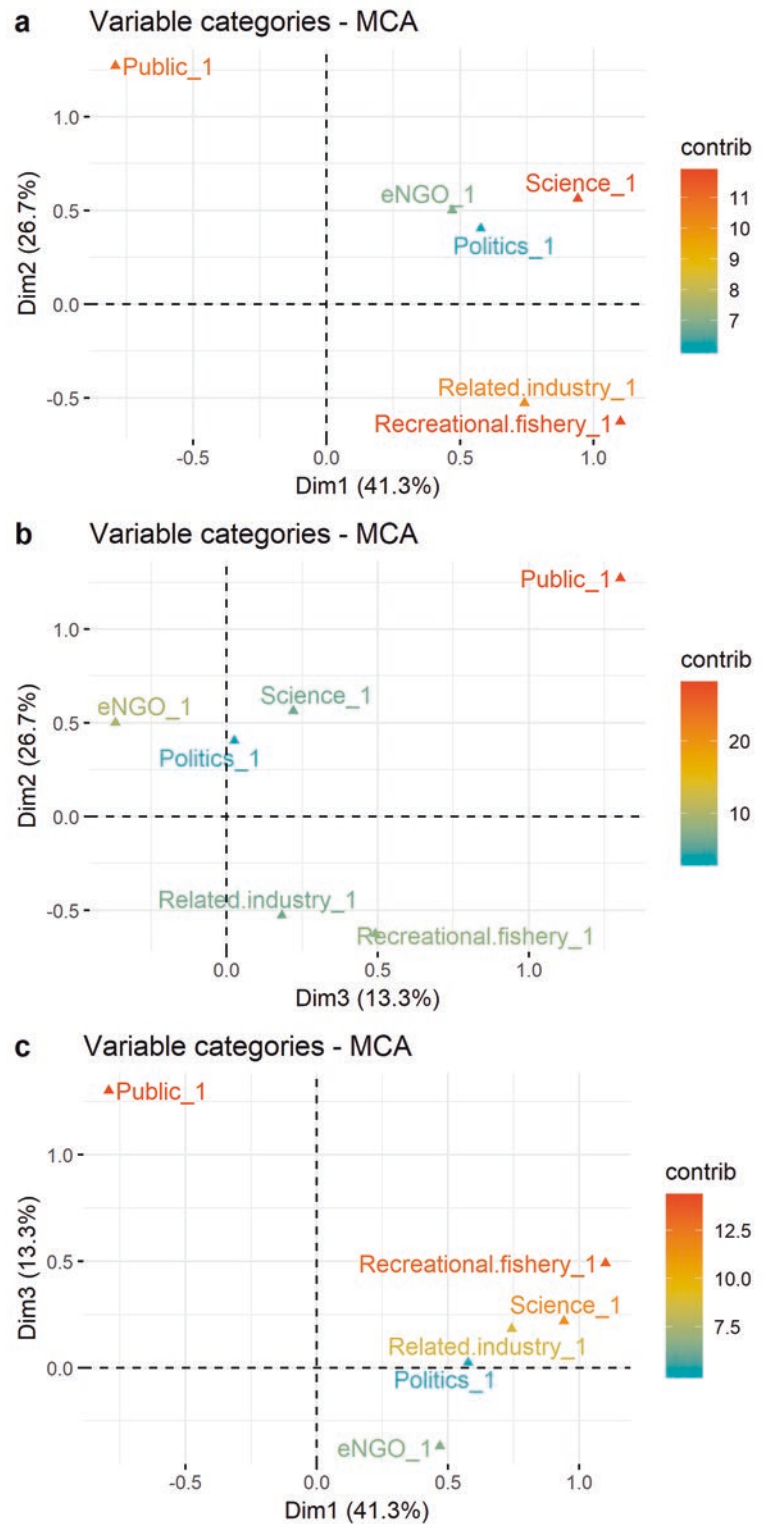 a Variable categories - MCA
Public_1
1.0
contrib
Science_1
eNGO_1
11
0.5
Politics_1
10
9
8
7
Dim2 (26.7%)
0.0
Related.industry_1
-0.5
Recreational.fishery_1
-0.5 0.0 0.5 1.0
Dim1 (41.3%)
b Variable categories - MCA
Public_1
1.0
contrib
eNGO_1
Science_1
0.5
20
Politics_1
10
Dim2 (26.7%)
0.0
Related.industry_1
-0.5
Recreational.fishery_1
0.0 0.5 1.0
Dim3 (13.3%)
c Variable categories - MCA
Public_1
1.0
contrib
12.5
Recreational.fishery_1
0.5
10.0
Science_1
7.5
Related.industry_1
Dim3 (13.3%)
0.0
Politics_1
eNGO_1
-0.5 0.0 0.5 1.0
Dim1 (41.3%)